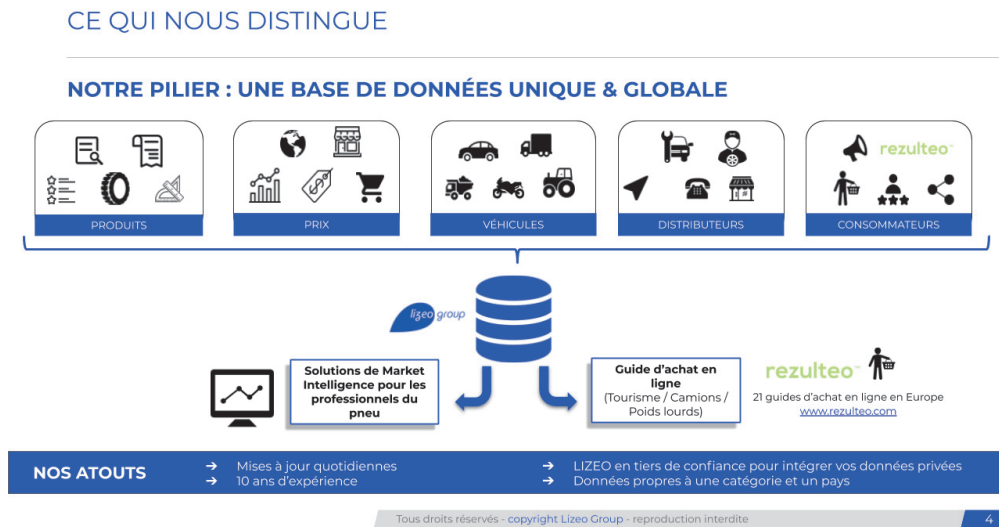 CE QUI NOUS DISTINGUE
NOTRE PILIER : UNE BASE DE DONNÉES UNIQUE & GLOBALE
rezulteo
PRODUITS
PRIX
VÉHICULES
DISTRIBUTEURS
CONSOMMATEURS
lizeo group
Solutions de Market
Intelligence pour les
professionnels du
pneu
Guide d'achat en
ligne
(Tourisme / Camions /
Poids lourds)
rezulteo
21 guides d'achat en ligne en Europe
www.rezulteo.com
NOS ATOUTS
➔ Mises à jour quotidiennes
➔ 10 ans d'expérience
➔ LIZEO en tiers de confiance pour intégrer vos données privées
➔ Données propres à une catégorie et un pays
Tous droits réservés - copyright Lizeo Group - reproduction interdite
4